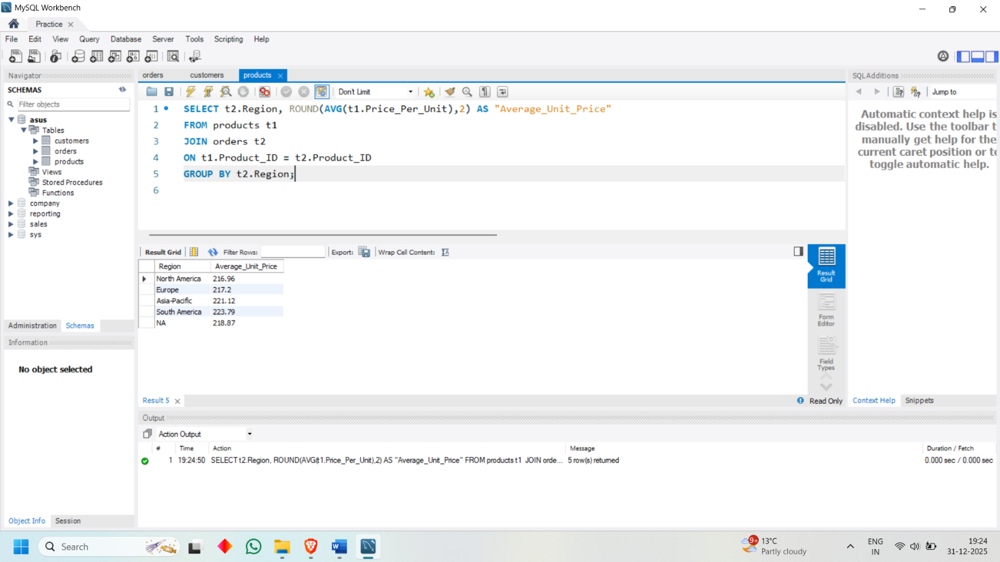 MySQL Workbench
Practice
File Edit View Query Database Server Tools Scripting Help
Navigator
SCHEMAS
Filter objects
asus
Tables
customers
orders
products
Views
Stored Procedures
Functions
company
reporting
sales
sys
Administration Schemas
Information
No object selected
Object Info Session
orders customers products
Don't Limit
1 SELECT t2.Region, ROUND(AVG(t1.Price_Per_Unit),2) AS "Average_Unit_Price"
2 FROM products t1
3 JOIN orders t2
4 ON t1.Product_ID = t2.Product_ID
5 GROUP BY t2.Region;
6
Result Grid Filter Rows: Export: Wrap Cell Content:
Region Average_Unit_Price
North America 216.96
Europe 217.2
Asia-Pacific 221.12
South America 223.79
NA 218.87
Result Grid
Form Editor
Field Types
Result 5
Read Only
SQLAdditions
Jump to
Automatic context help is
disabled. Use the toolbar t
manually get help for the
current caret position or to
toggle automatic help.
Context Help Snippets
Output
Action Output
# Time Action Message Duration / Fetch
1 19:24:50 SELECT t2.Region, ROUND(AVG(t1.Price_Per_Unit),2) AS "Average_Unit_Price" FROM products t1 JOIN orde... 5 row(s) returned 0.000 sec / 0.000 sec
Search
9+
13°C
Partly cloudy
ENG
IN
19:24
31-12-2025